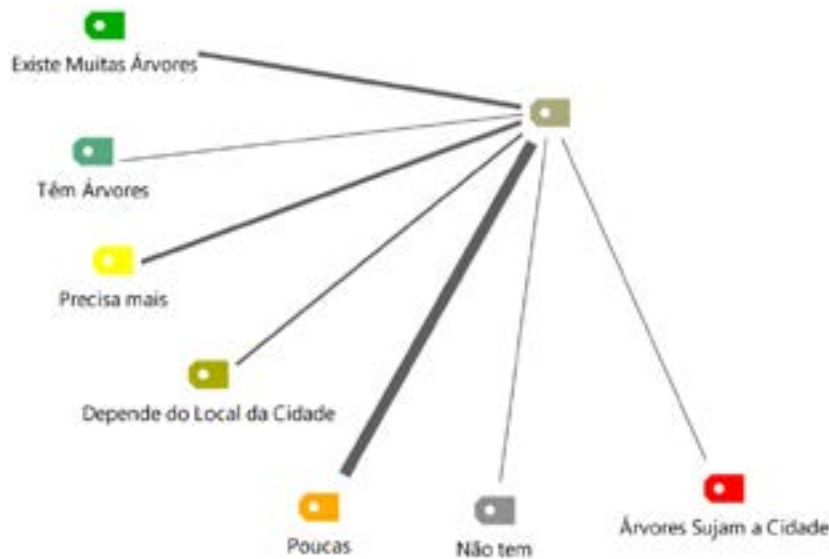 Existe Muitas Árvores
Têm Árvores
Precisa mais
Depende do Local da Cidade
Poucas
Não tem
Árvores Sujam a Cidade